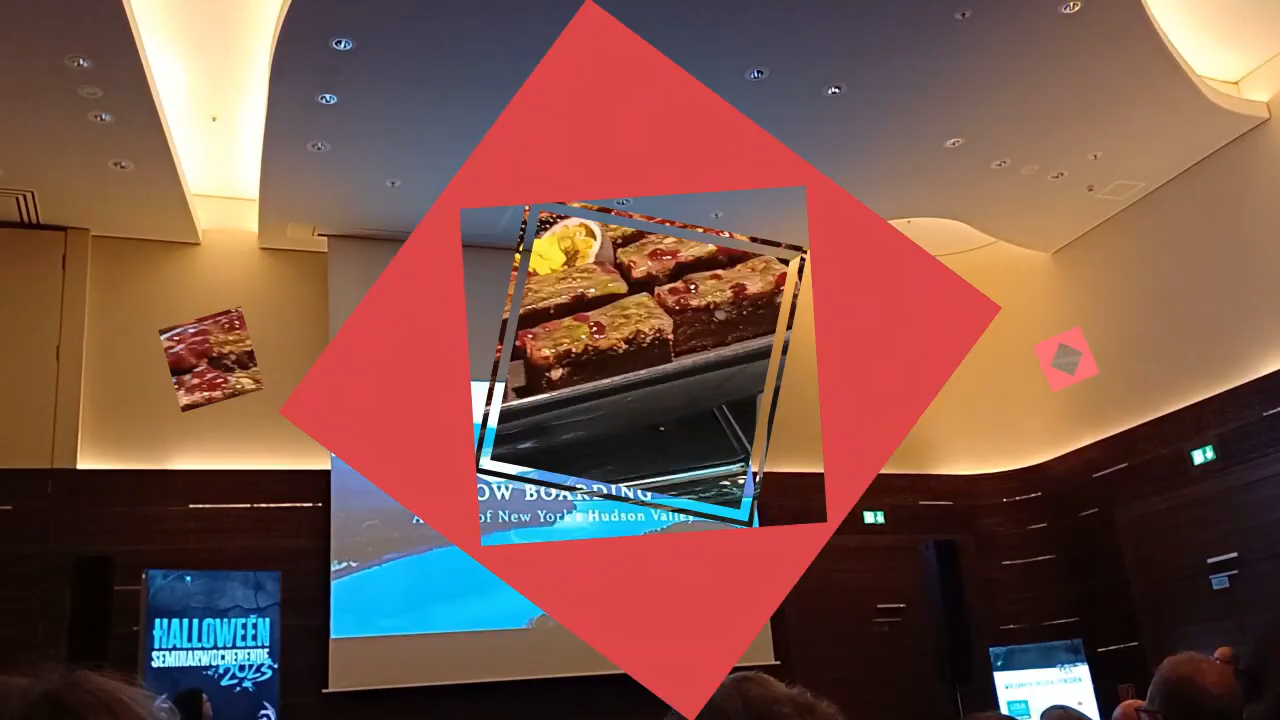 OW BOARDING
of New York's Hudson Valley
HALLOWEEN
SEMINARWOCHENENDE
2023